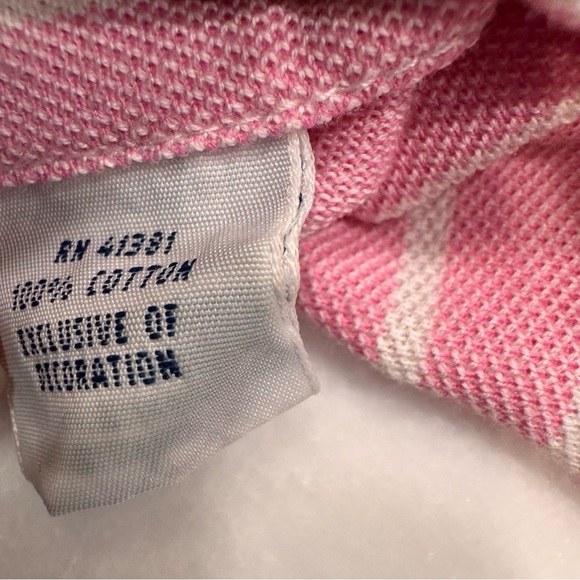 RN 41381
100% COTTON
EXCLUSIVE OF
DECORATION